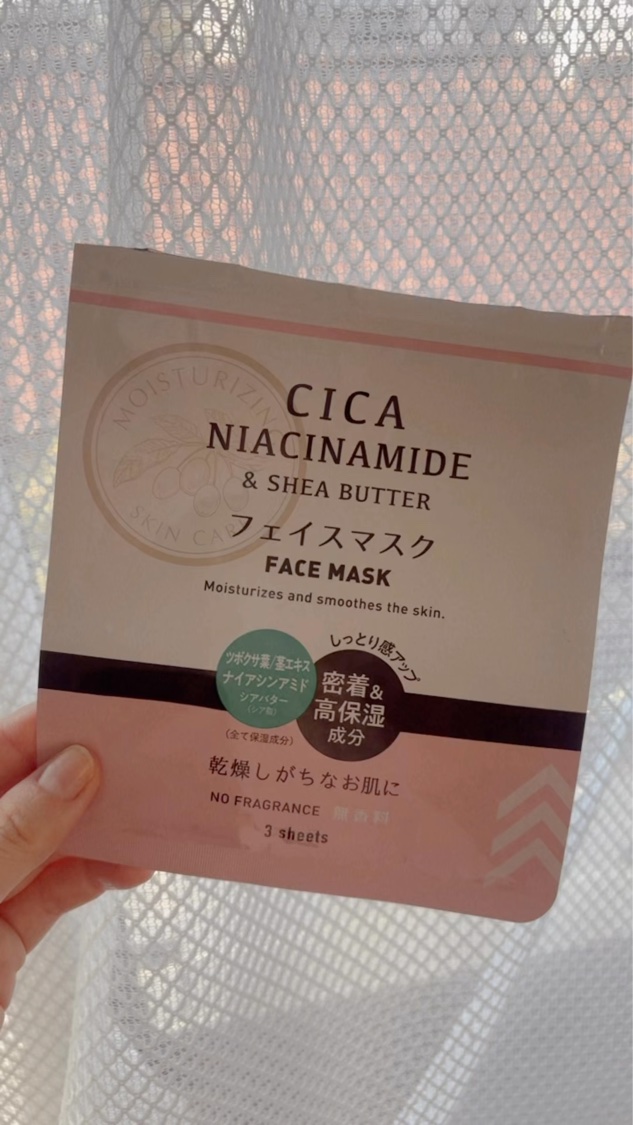 MOISTURIZING
SKIN CARE
CICA
NIACINAMIDE
& SHEA BUTTER
フェイスマスク
FACE MASK
Moisturizes and smoothes the skin.
しっとり感アップ
ツボクサ葉/茎エキス
ナイアシンアミド
シアバター
(シア脂)
(全て保湿成分)
密着&
高保湿
成分
乾燥しがちなお肌に
NO FRAGRANCE 無香料
3 sheets